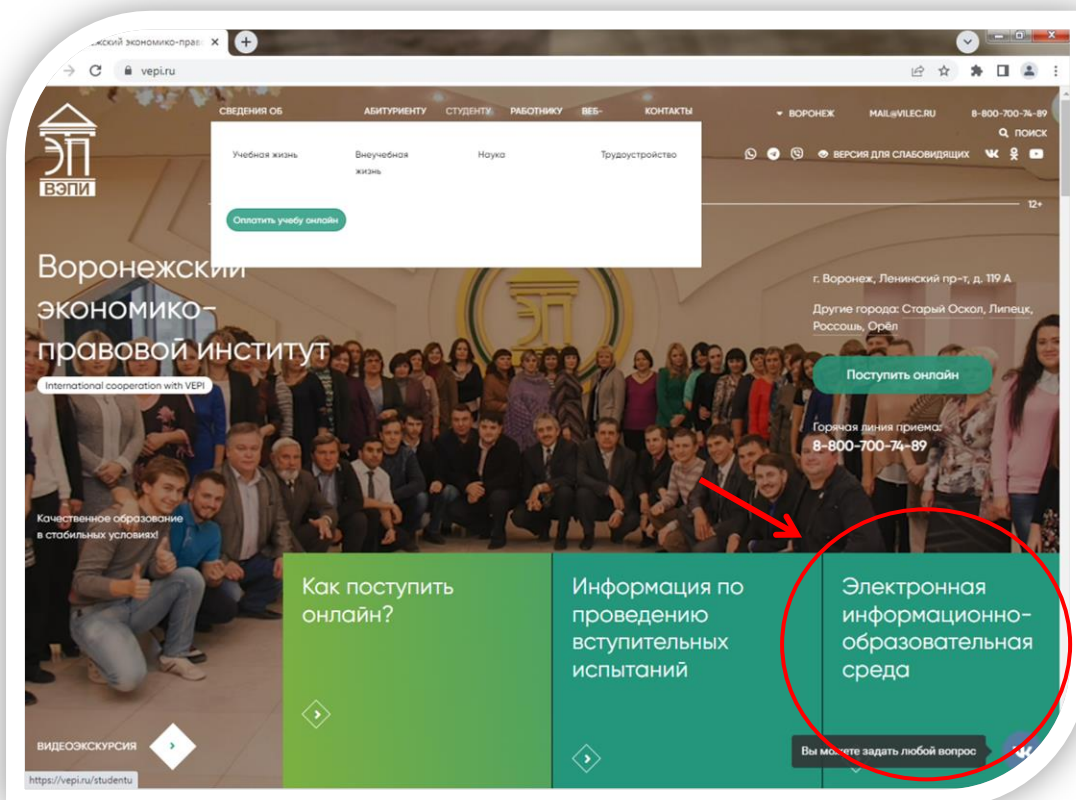 жский экономико-прав
vepi.ru
СВЕДЕНИЯ ОБ АБИТУРИЕНТУ СТУДЕНТУ РАБОТНИКУ ВЕБ- КОНТАКТЫ
ВОРОНЕЖ MAIL@VILEC.RU 8-800-700-74-89
ПОИСК
ВЕРСИЯ ДЛЯ СЛАБОВИДЯЩИХ
12+
ЭП
ВЭПИ
Учебная жизнь Внеучебная Наука Трудоустройство
жизнь
Оплатить учебу онлайн
Воронежский
экономико-
правовой институт
International cooperation with VEPI
ЭП
г. Воронеж, Ленинский пр-т, д. 119 А
Другие города: Старый Оскол, Липецк,
Россошь, Орёл
Поступить онлайн
Горячая линия приема:
8-800-700-74-89
Качественное образование
в стабильных условиях!
Как поступить
онлайн?
Информация по
проведению
вступительных
испытаний
Электронная
информационно-
образовательная
среда
ВИДЕОЭКСКУРСИЯ
Вы можете задать любой вопрос
https://vepi.ru/studentu